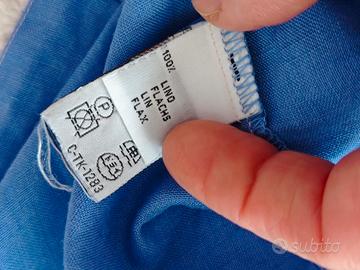 100%
LINO
FLACHS
LIN
FLAX
P
C-TK-1283
subito